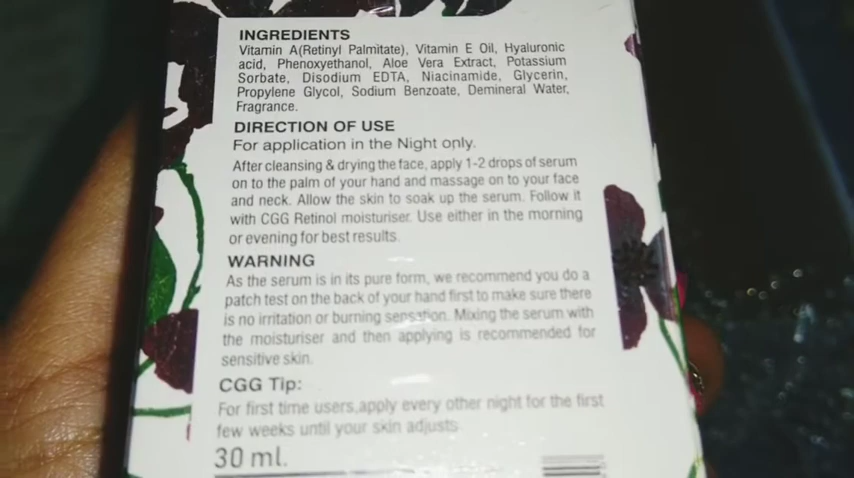 INGREDIENTS
Vitamin A(Retinyl Palmitate), Vitamin E Oil, Hyaluronic
acid, Phenoxyethanol, Aloe Vera Extract, Potassium
Sorbate, Disodium EDTA, Niacinamide, Glycerin,
Propylene Glycol, Sodium Benzoate, Demineral Water,
Fragrance.
DIRECTION OF USE
For application in the Night only.
After cleansing & drying the face, apply 1-2 drops of serum
on to the palm of your hand and massage on to your face
and neck. Allow the skin to soak up the serum. Follow it
with CGG Retinol moisturiser. Use either in the morning
or evening for best results.
WARNING
As the serum is in its pure form, we recommend you do a
patch test on the back of your hand first to make sure there
is no irritation or burning sensation. Mixing the serum with
the moisturiser and then applying is recommended for
sensitive skin.
CGG Tip:
For first time users,apply every other night for the first
few weeks until your skin adjusts.
30 ml.